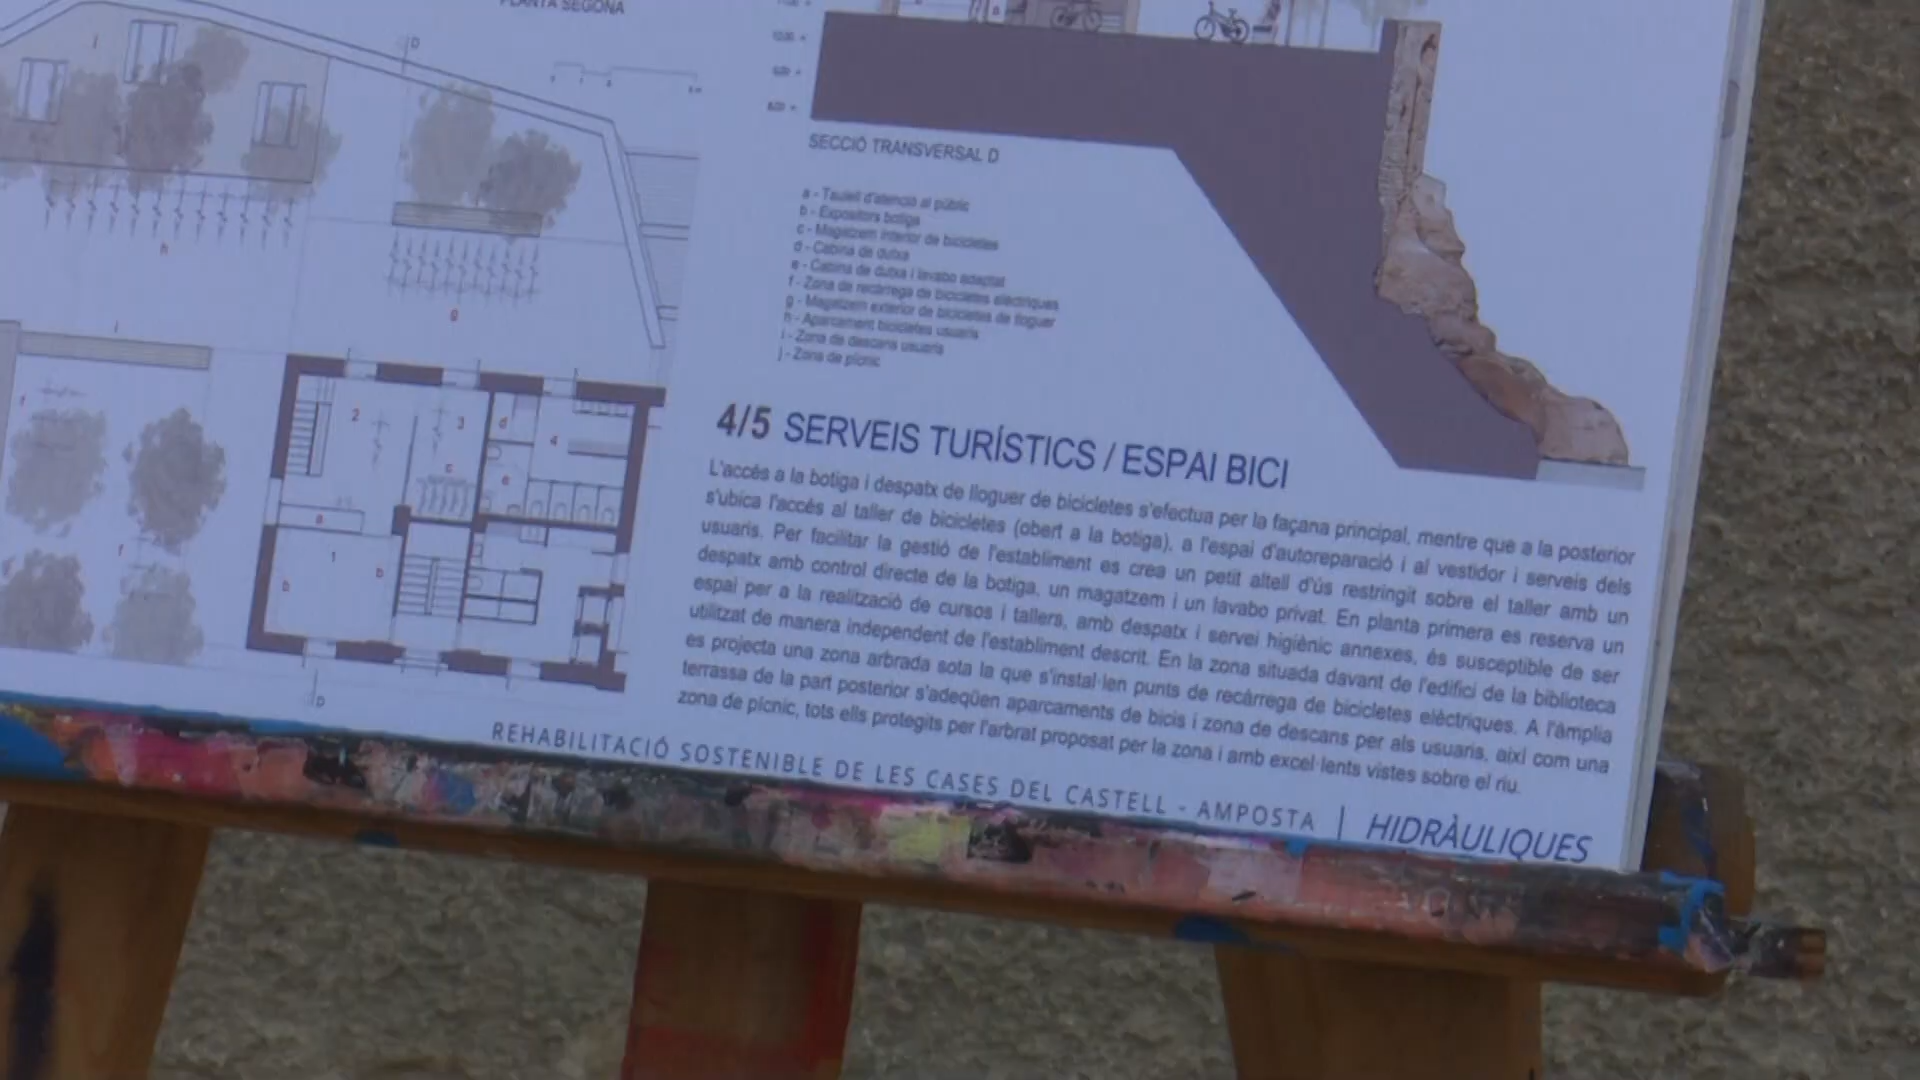 PLANTA SEGONA
SECCIÓ TRANSVERSAL D
a - Taulell d'atenció al públic
b - Expositors botiga
c - Magatzem interior de bicicletes
d - Cabina de dutxa
e - Cabina de dutxa i lavabo adaptat
f - Zona de recàrrega de bicicletes elèctriques
g - Magatzem exterior de bicicletes de lloguer
h - Aparcament bicicletes usuaris
i - Zona de descans usuaris
j - Zona de pícnic
4/5 SERVEIS TURÍSTICS / ESPAI BICI
L'accés a la botiga i despatx de lloguer de bicicletes s'efectua per la façana principal, mentre que a la posterior
s'ubica l'accés al taller de bicicletes (obert a la botiga), a l'espai d'autoreparació i al vestidor i serveis dels
usuaris. Per facilitar la gestió de l'establiment es crea un petit altell d'ús restringit sobre el taller amb un
despatx amb control directe de la botiga, un magatzem i un lavabo privat. En planta primera es reserva un
espai per a la realització de cursos i tallers, amb despatx i servei higiènic annexes, és susceptible de ser
utilitzat de manera independent de l'establiment descrit. En la zona situada davant de l'edifici de la biblioteca
es projecta una zona arbrada sota la que s'instal·len punts de recàrrega de bicicletes elèctriques. A l'àmplia
terrassa de la part posterior s'adeqüen aparcaments de bicis i zona de descans per als usuaris, així com una
zona de pícnic, tots ells protegits per l'arbrat proposat per la zona i amb excel·lents vistes sobre el riu.
REHABILITACIÓ SOSTENIBLE DE LES CASES DEL CASTELL - AMPOSTA | HIDRÀULIQUES